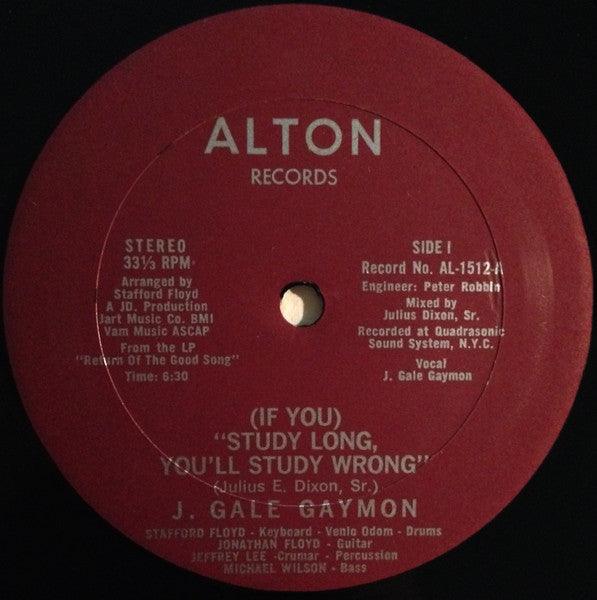 ALTON
RECORDS
STEREO
33⅓ RPM
Arranged by
Stafford Floyd
A JD. Production
Jart Music Co. BMI
Vam Music ASCAP
From the LP
"Return Of The Good Song"
Time: 6:30
SIDE I
Record No. AL-1512-A
Engineer: Peter Robbin
Mixed by
Julius Dixon, Sr.
Recorded at Quadrasonic
Sound System, N.Y.C.
Vocal
J. Gale Gaymon
(IF YOU)
"STUDY LONG,
YOU'LL STUDY WRONG"
(Julius E. Dixon, Sr.)
J. GALE GAYMON
STAFFORD FLOYD - Keyboard - Venlo Odom - Drums
JONATHAN FLOYD - Guitar
JEFFREY LEE -Crumar - Percussion
MICHAEL WILSON - Bass